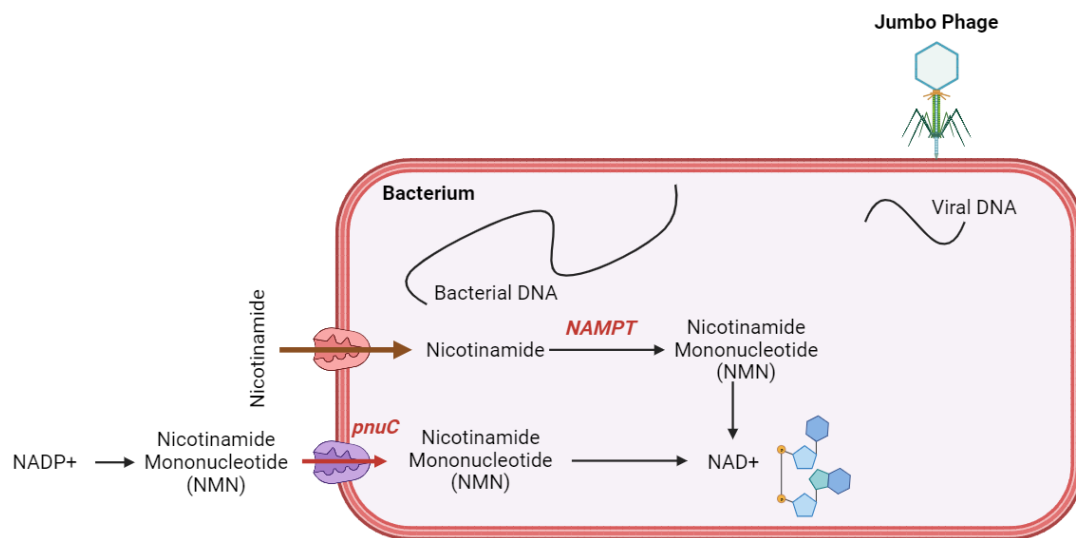 Jumbo Phage
Bacterium
Viral DNA
Bacterial DNA
Nicotinamide
Nicotinamide
NAMPT
Nicotinamide
Mononucleotide
(NMN)
NADP+
Nicotinamide
Mononucleotide
(NMN)
pnuC
Nicotinamide
Mononucleotide
(NMN)
NAD+